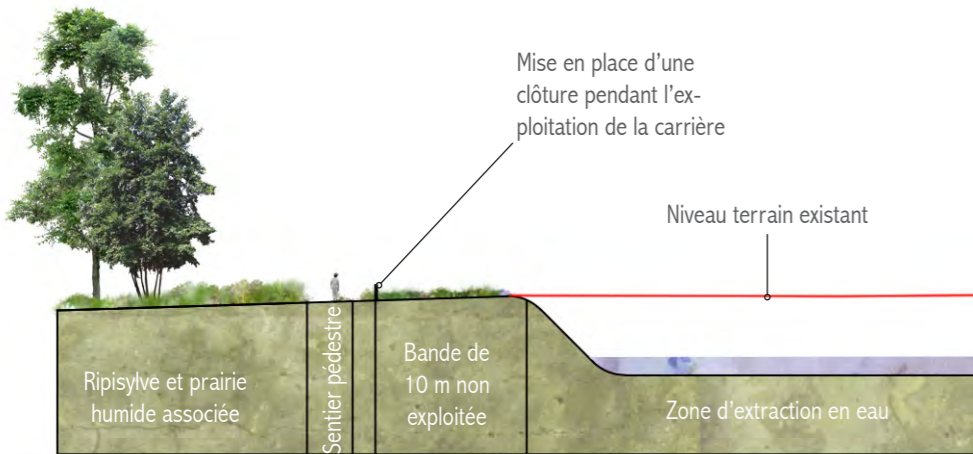 Mise en place d'une
clôture pendant l'ex-
ploitation de la carrière
Niveau terrain existant
Ripisylve et prairie
humide associée
Sentier pédestre
Bande de
10 m non
exploitée
Zone d'extraction en eau